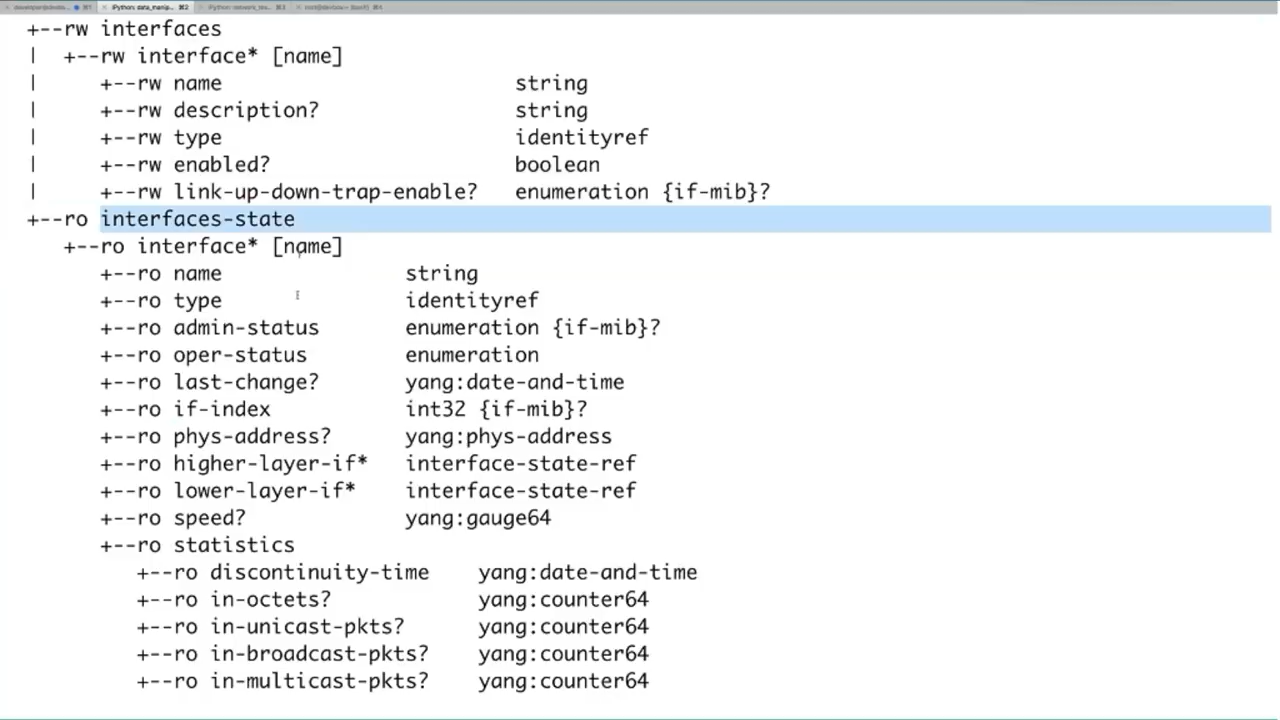 +--rw interfaces
|  +--rw interface* [name]
|     +--rw name                        string
|     +--rw description?                string
|     +--rw type                        identityref
|     +--rw enabled?                    boolean
|     +--rw link-up-down-trap-enable?   enumeration {if-mib}?
+--ro interfaces-state
   +--ro interface* [name]
      +--ro name               string
      +--ro type               identityref
      +--ro admin-status       enumeration {if-mib}?
      +--ro oper-status        enumeration
      +--ro last-change?       yang:date-and-time
      +--ro if-index           int32 {if-mib}?
      +--ro phys-address?      yang:phys-address
      +--ro higher-layer-if*   interface-state-ref
      +--ro lower-layer-if*    interface-state-ref
      +--ro speed?             yang:gauge64
      +--ro statistics
         +--ro discontinuity-time    yang:date-and-time
         +--ro in-octets?            yang:counter64
         +--ro in-unicast-pkts?      yang:counter64
         +--ro in-broadcast-pkts?    yang:counter64
         +--ro in-multicast-pkts?    yang:counter64